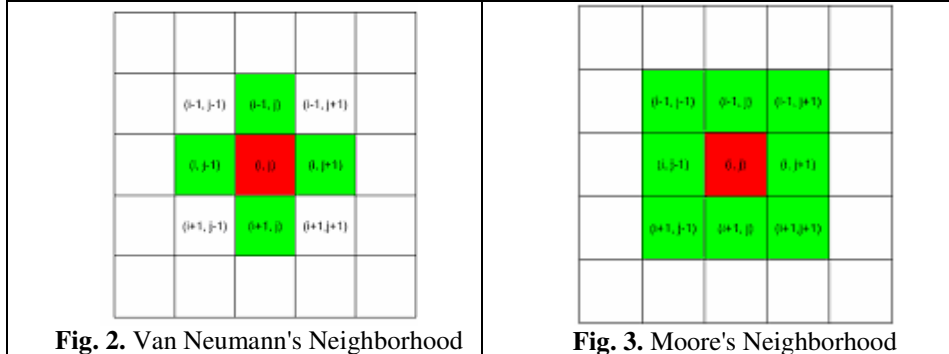 (i-1, j-1) (i-1, j) (i-1, j+1)
(i, j-1) (i, j) (i, j+1)
(i+1, j-1) (i+1, j) (i+1,j+1)
Fig. 2. Van Neumann's Neighborhood
(i-1, j-1) (i-1, j) (i-1, j+1)
(i, j-1) (i, j) (i, j+1)
(i+1, j-1) (i+1, j) (i+1,j+1)
Fig. 3. Moore's Neighborhood